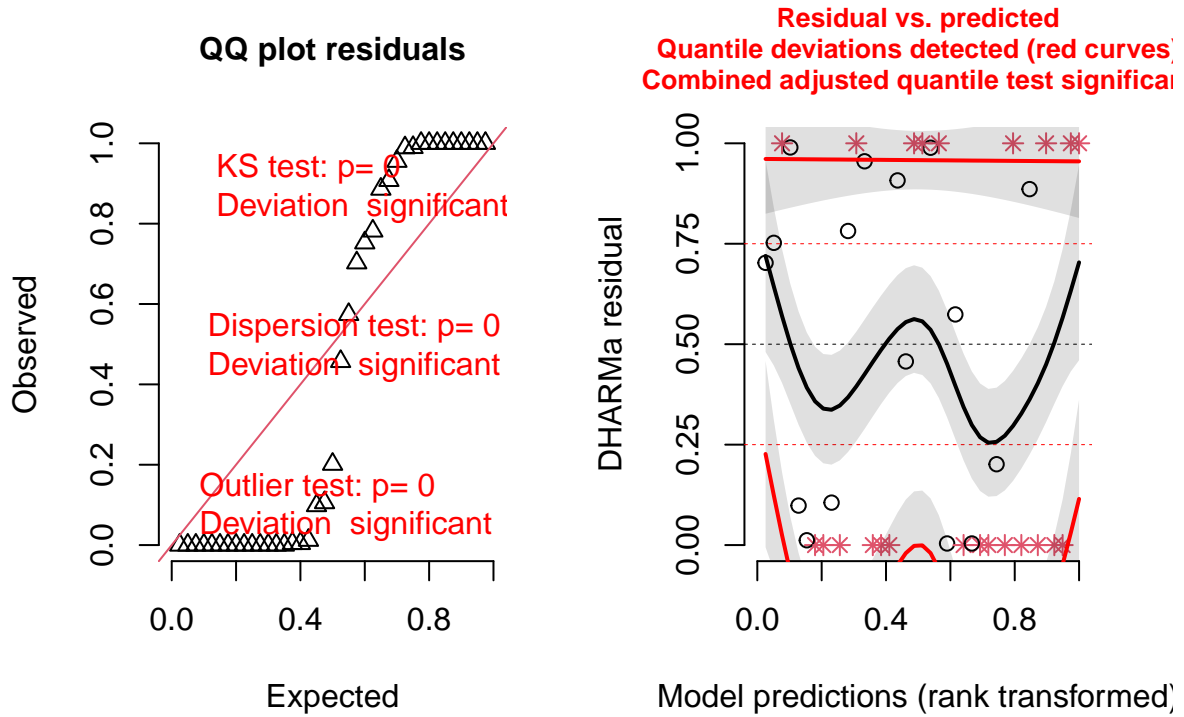 QQ plot residuals
KS test: p= 0
Deviation  significant
Dispersion test: p= 0
Deviation  significant
Outlier test: p= 0
Deviation  significant
Observed
0.0
0.2
0.4
0.6
0.8
1.0
0.0
0.4
0.8
Expected
Residual vs. predicted
Quantile deviations detected (red curves)
Combined adjusted quantile test significan
DHARMa residual
0.00
0.25
0.50
0.75
1.00
0.0
0.4
0.8
Model predictions (rank transformed)